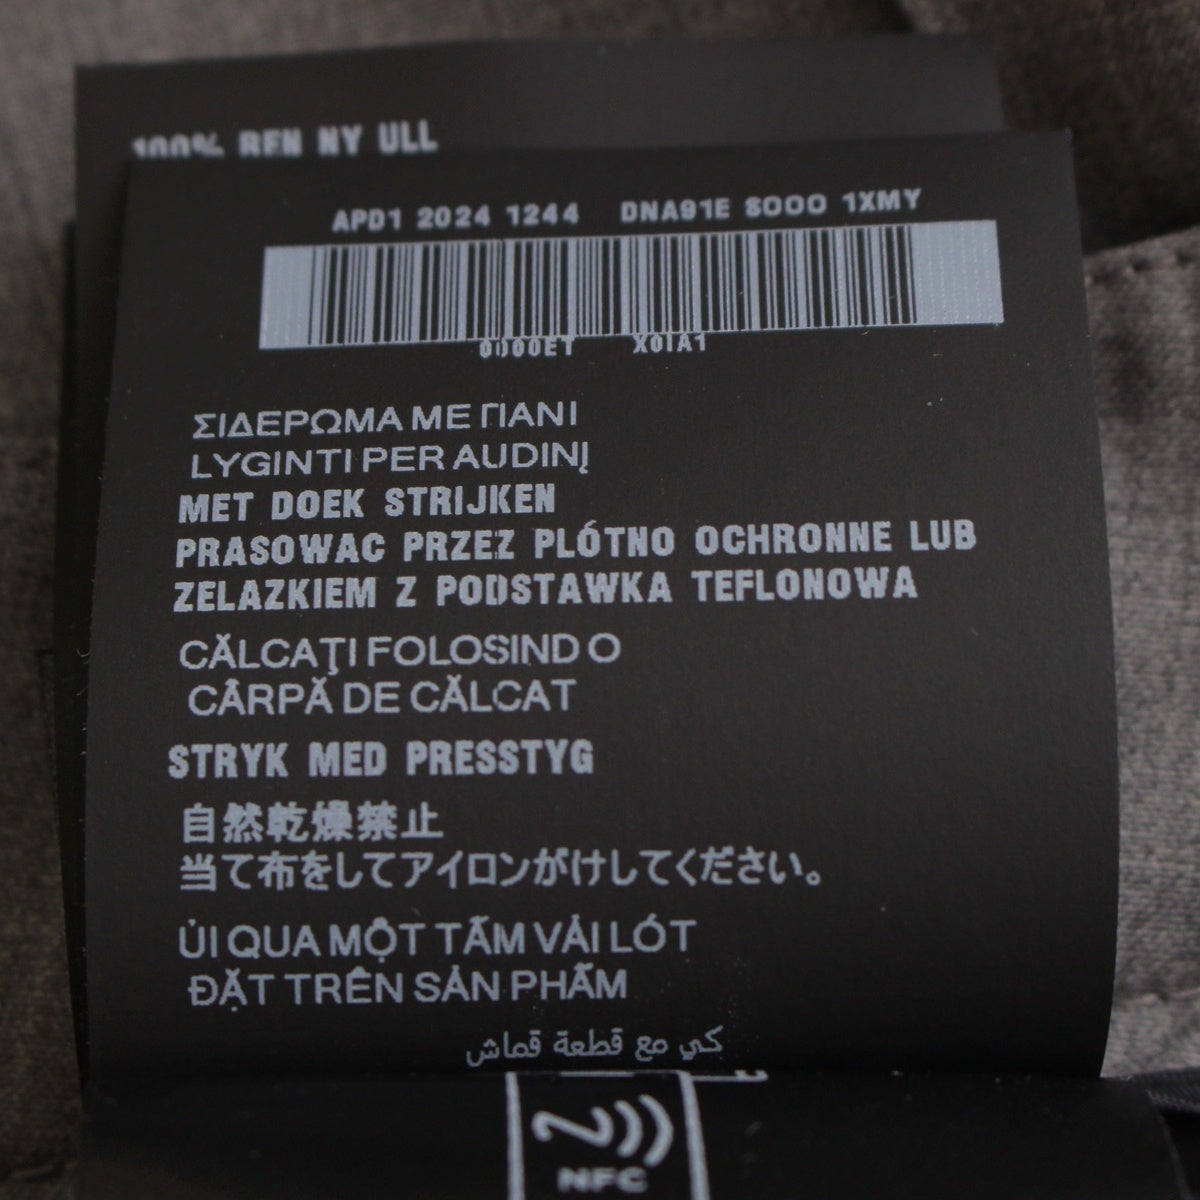 100% REN NY ULL
APD1 2024 1244 DNA91E S000 1XMY
0000ET X0IA1
ΣΙΔΕΡΩΜΑ ΜΕ ΠΑΝΙ
LYGINTI PER AUDINĮ
MET DOEK STRIJKEN
PRASOWAC PRZEZ PLÓTNO OCHRONNE LUB
ZELAZKIEM Z PODSTAWKA TEFLONOWA
CĂLCAŢI FOLOSIND O
CÂRPĂ DE CĂLCAT
STRYK MED PRESSTYG
自然乾燥禁止
当て布をしてアイロンがけしてください。
ỦI QUA MỘT TẤM VẢI LÓT
ĐẶT TRÊN SẢN PHẨM
كي مع قطعة قماش
NFC